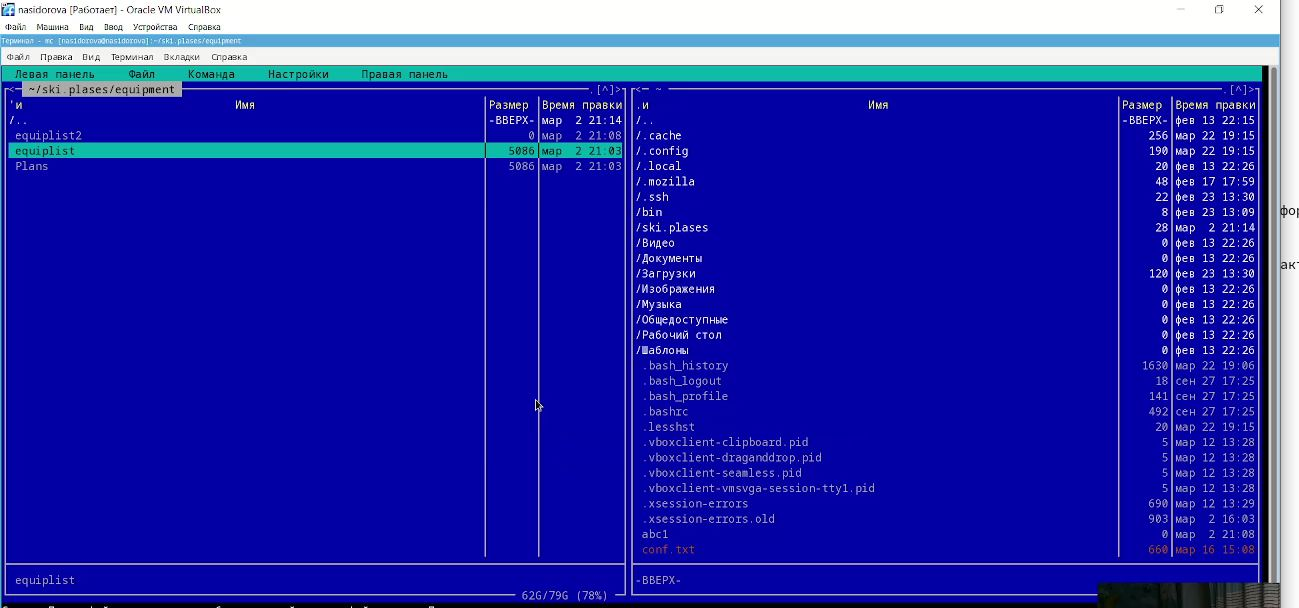 nasidorova [Работает] - Oracle VM VirtualBox
Файл Машина Вид Ввод Устройства Справка
Терминал - mc [nasidorova@nasidorova]:~/ski.plases/equipment
Файл Правка Вид Терминал Вкладки Справка
Левая панель Файл Команда Настройки Правая панель
<- ~/ski.plases/equipment .[^]>
'и Имя Размер Время правки
/.. -ВВЕРХ- мар 2 21:14
equiplist2 0 мар 2 21:08
equiplist 5086 мар 2 21:03
Plans 5086 мар 2 21:03
equiplist
62G/79G (78%)
<- ~ .[^]>
.и Имя Размер Время правки
/.. -ВВЕРХ- фев 13 22:15
/.cache 256 мар 22 19:15
/.config 190 мар 22 19:15
/.local 20 фев 13 22:26
/.mozilla 48 фев 17 17:59
/.ssh 22 фев 23 13:30
/bin 8 фев 23 13:09
/ski.plases 28 мар 2 21:14
/Видео 0 фев 13 22:26
/Документы 0 фев 13 22:26
/Загрузки 120 фев 23 13:30
/Изображения 0 фев 13 22:26
/Музыка 0 фев 13 22:26
/Общедоступные 0 фев 13 22:26
/Рабочий стол 0 фев 13 22:26
/Шаблоны 0 фев 13 22:26
.bash_history 1630 мар 22 19:06
.bash_logout 18 сен 27 17:25
.bash_profile 141 сен 27 17:25
.bashrc 492 сен 27 17:25
.lesshst 20 мар 22 19:15
.vboxclient-clipboard.pid 5 мар 12 13:28
.vboxclient-draganddrop.pid 5 мар 12 13:28
.vboxclient-seamless.pid 5 мар 12 13:28
.vboxclient-vmsvga-session-tty1.pid 5 мар 12 13:28
.xsession-errors 690 мар 12 13:29
.xsession-errors.old 903 мар 2 16:03
abc1 0 мар 2 21:08
conf.txt 660 мар 16 15:08
-ВВЕРХ-